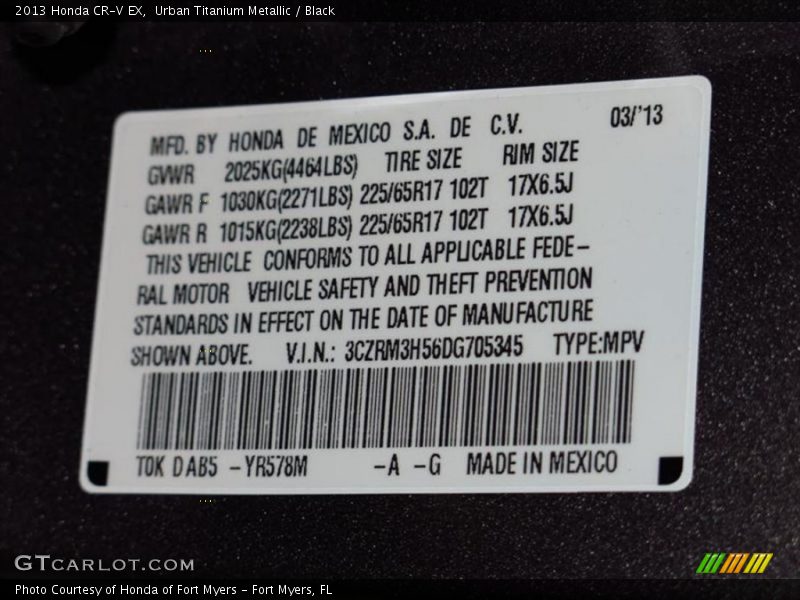 2013 Honda CR-V EX,  Urban Titanium Metallic / Black
MFD. BY HONDA DE MEXICO S.A. DE C.V. 03/'13
GVWR 2025KG(4464LBS) TIRE SIZE RIM SIZE
GAWR F 1030KG(2271LBS) 225/65R17 102T 17X6.5J
GAWR R 1015KG(2238LBS) 225/65R17 102T 17X6.5J
THIS VEHICLE CONFORMS TO ALL APPLICABLE FEDE-
RAL MOTOR VEHICLE SAFETY AND THEFT PREVENTION
STANDARDS IN EFFECT ON THE DATE OF MANUFACTURE
SHOWN ABOVE. V.I.N.: 3CZRM3H56DG705345 TYPE:MPV
T0K DAB5 -YR578M -A -G MADE IN MEXICO
GTCARLOT.COM
Photo Courtesy of Honda of Fort Myers - Fort Myers, FL